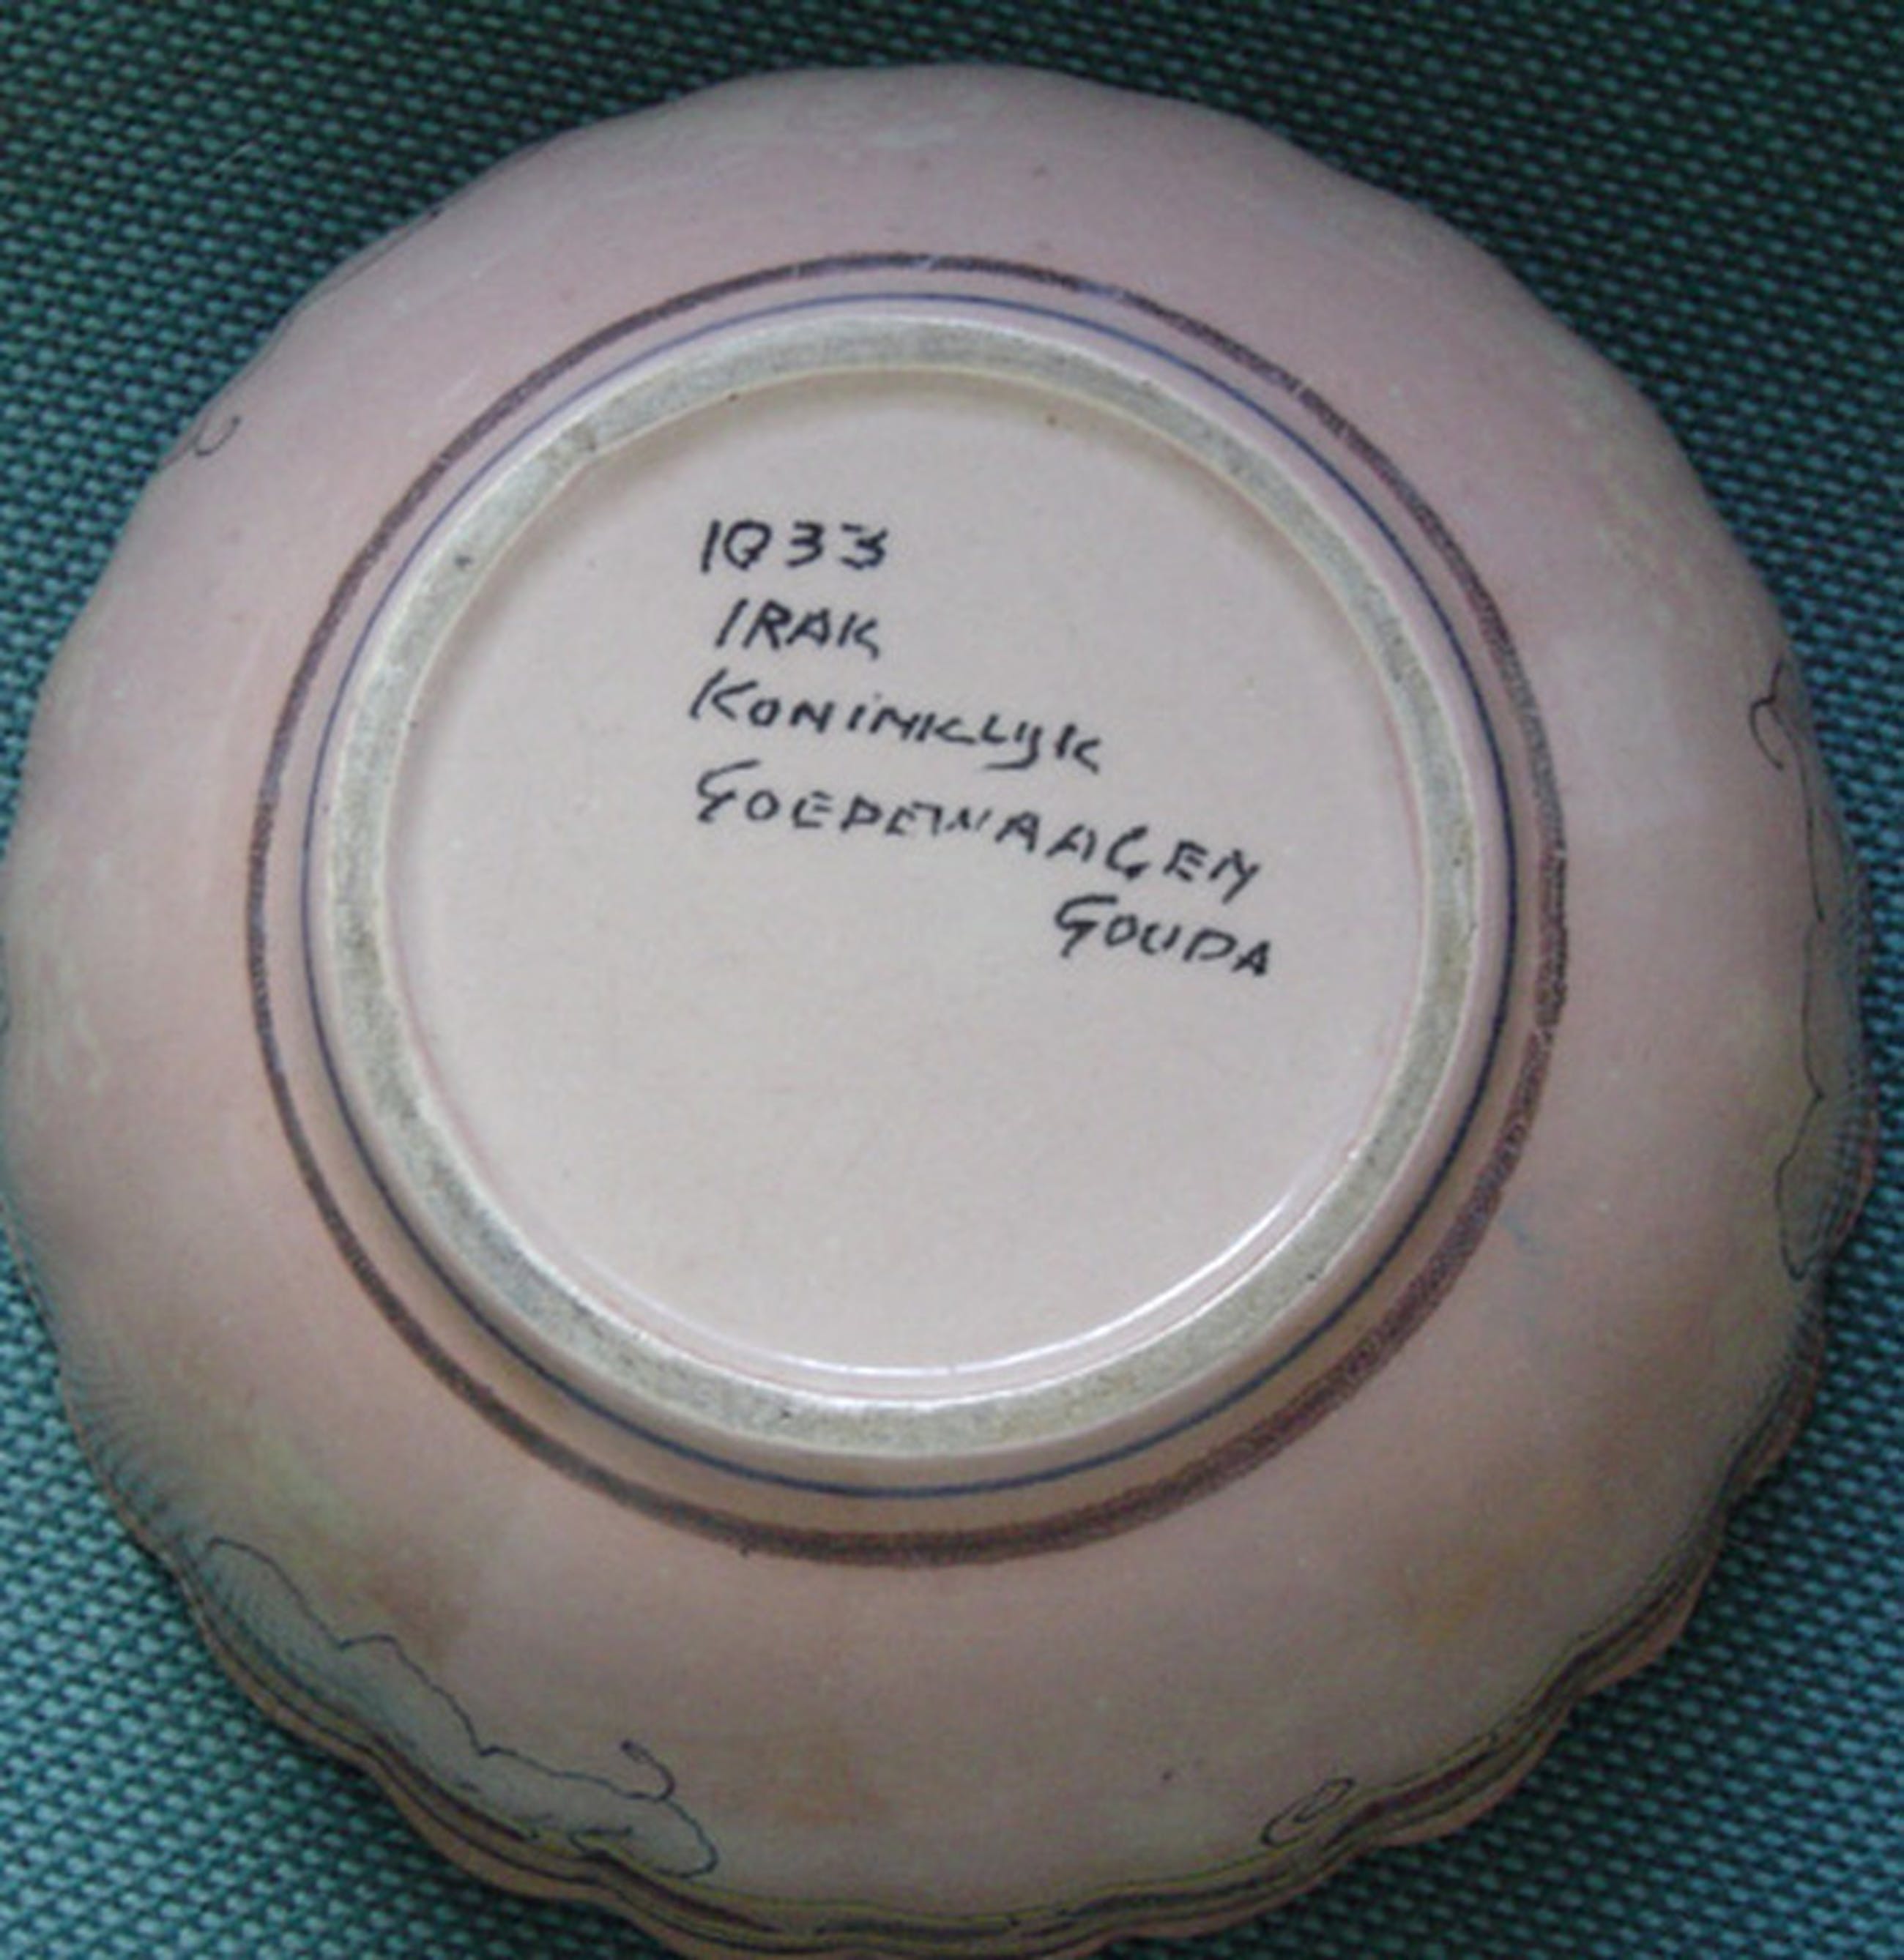 1033
IRAK
KONINKLIJK
GOEDEWAAGEN
GOUDA